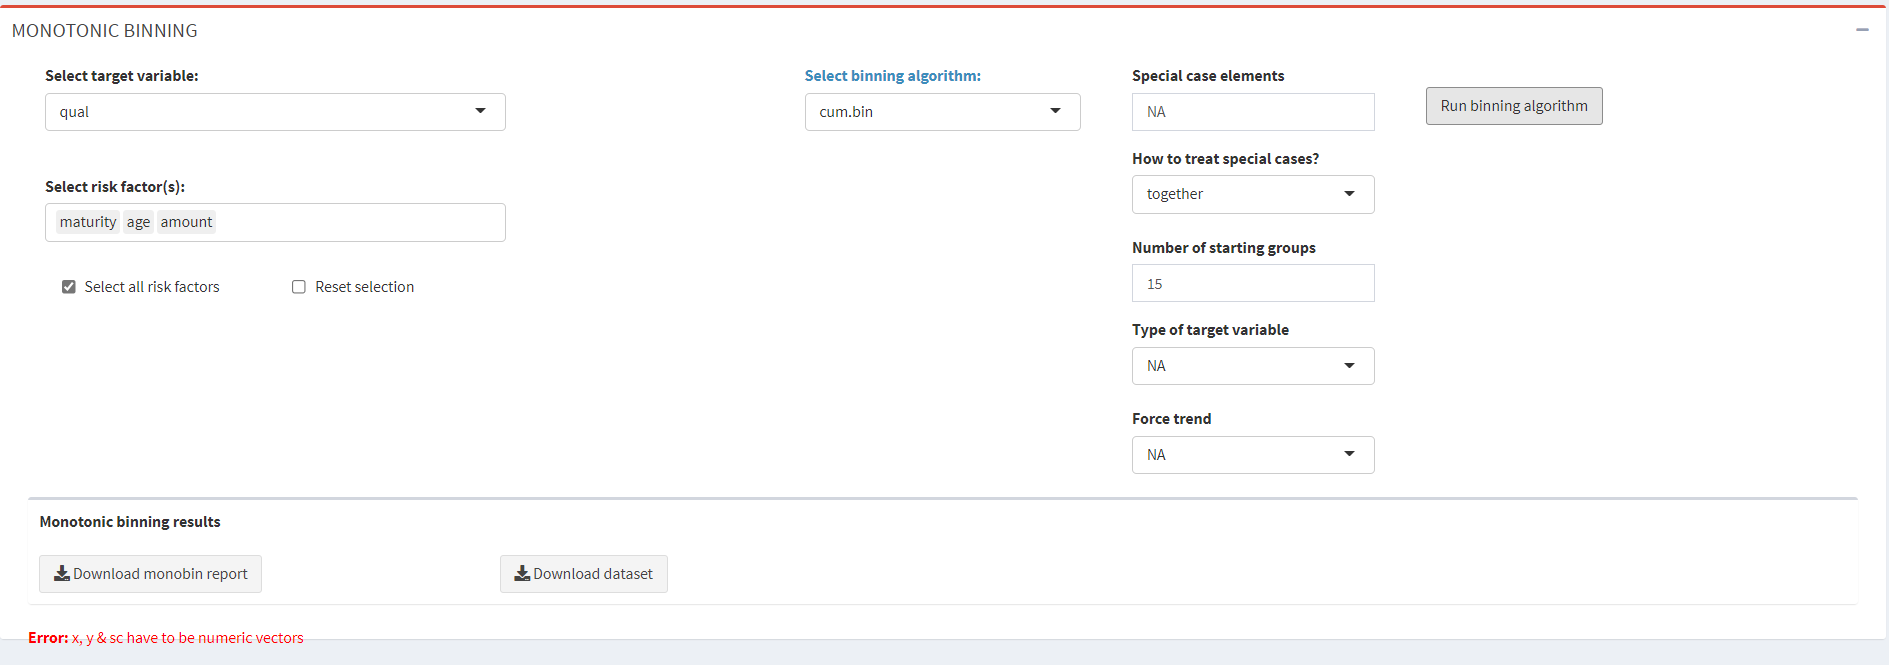 MONOTONIC BINNING
Select target variable:
qual
Select risk factor(s):
maturity age amount
Select all risk factors
Reset selection
Select binning algorithm:
cum.bin
Special case elements
NA
How to treat special cases?
together
Number of starting groups
15
Type of target variable
NA
Force trend
NA
Run binning algorithm
Monotonic binning results
Download monobin report
Download dataset
Error: x, y & sc have to be numeric vectors